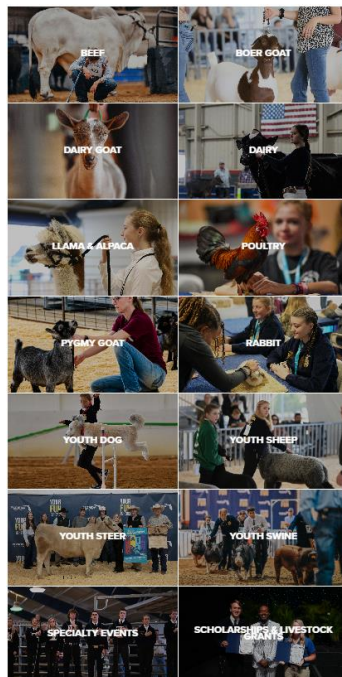 BEEF
BOER GOAT
DAIRY GOAT
DAIRY
LLAMA & ALPACA
POULTRY
PYGMY GOAT
RABBIT
YOUTH DOG
YOUTH SHEEP
YOUTH STEER
YOUTH SWINE
SPECIALTY EVENTS
SCHOLARSHIPS & LIVESTOCK
GRANTS